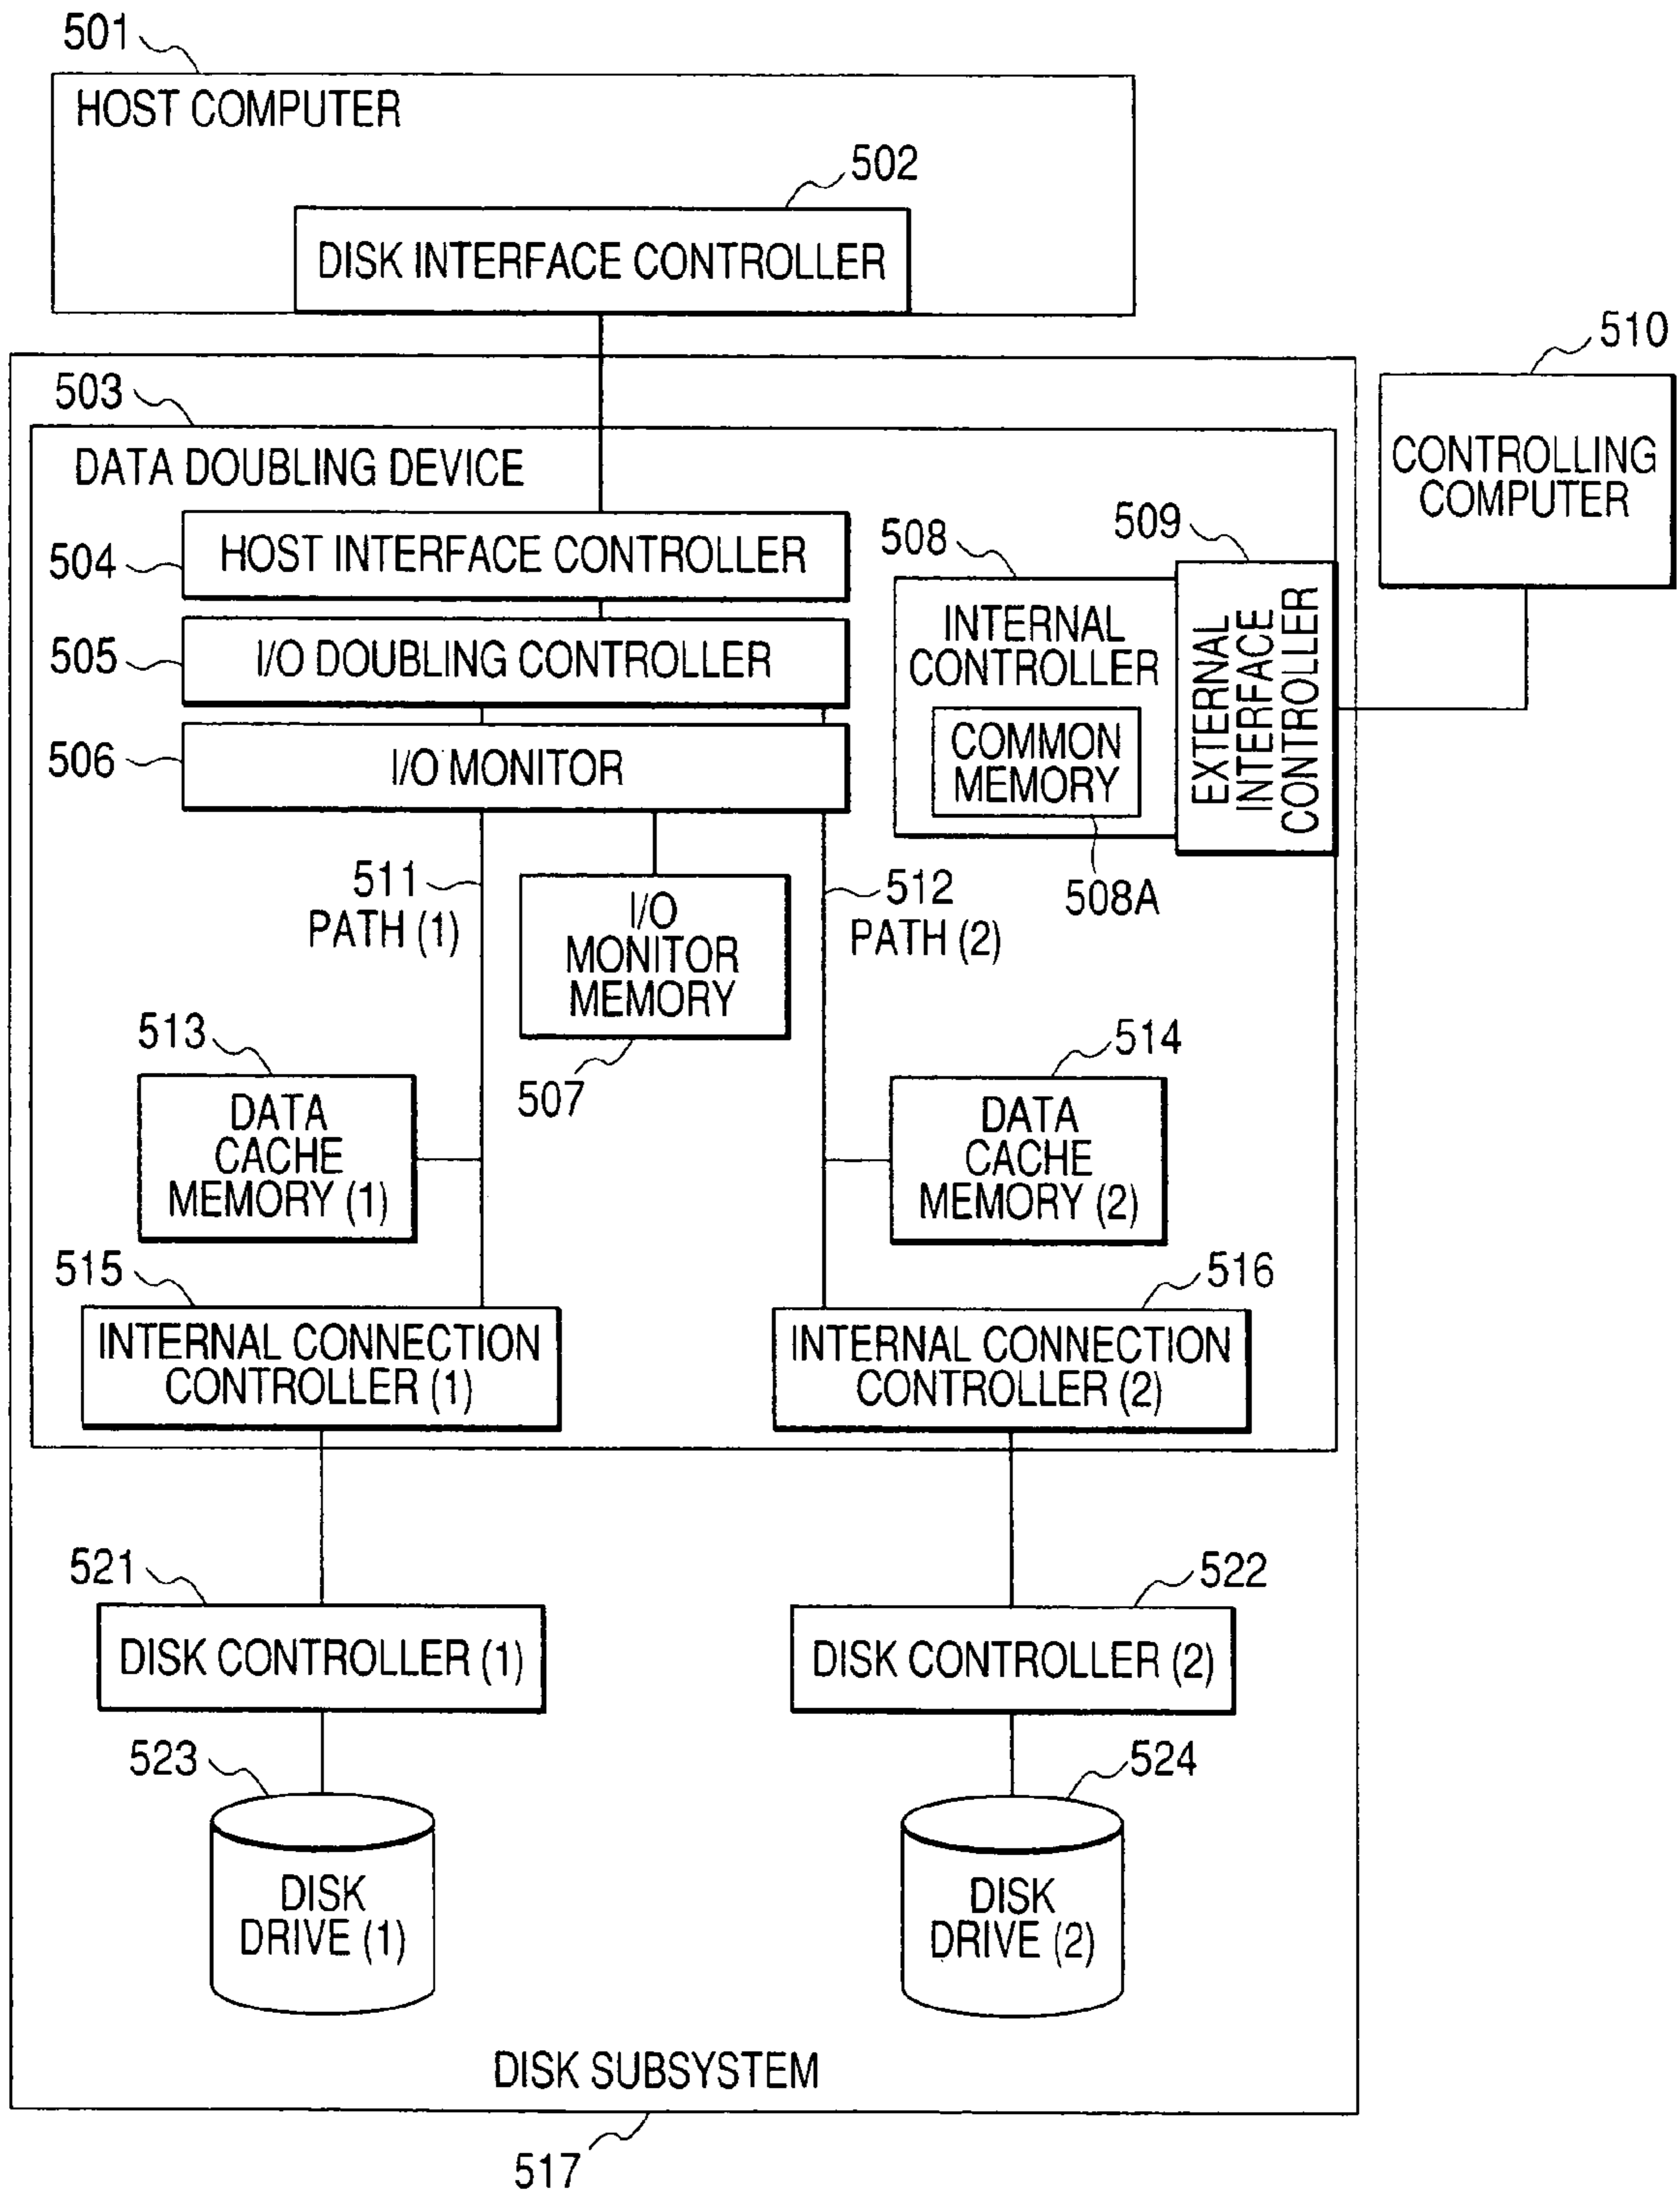 501
HOST COMPUTER
502
DISK INTERFACE CONTROLLER
510
CONTROLLING
COMPUTER
503
DATA DOUBLING DEVICE
504
HOST INTERFACE CONTROLLER
505
I/O DOUBLING CONTROLLER
506
I/O MONITOR
508
INTERNAL
CONTROLLER
COMMON
MEMORY
508A
509
EXTERNAL
INTERFACE
CONTROLLER
511
PATH (1)
I/O
MONITOR
MEMORY
507
512
PATH (2)
513
DATA
CACHE
MEMORY (1)
514
DATA
CACHE
MEMORY (2)
515
INTERNAL CONNECTION
CONTROLLER (1)
516
INTERNAL CONNECTION
CONTROLLER (2)
521
DISK CONTROLLER (1)
522
DISK CONTROLLER (2)
523
DISK
DRIVE (1)
524
DISK
DRIVE (2)
DISK SUBSYSTEM
517